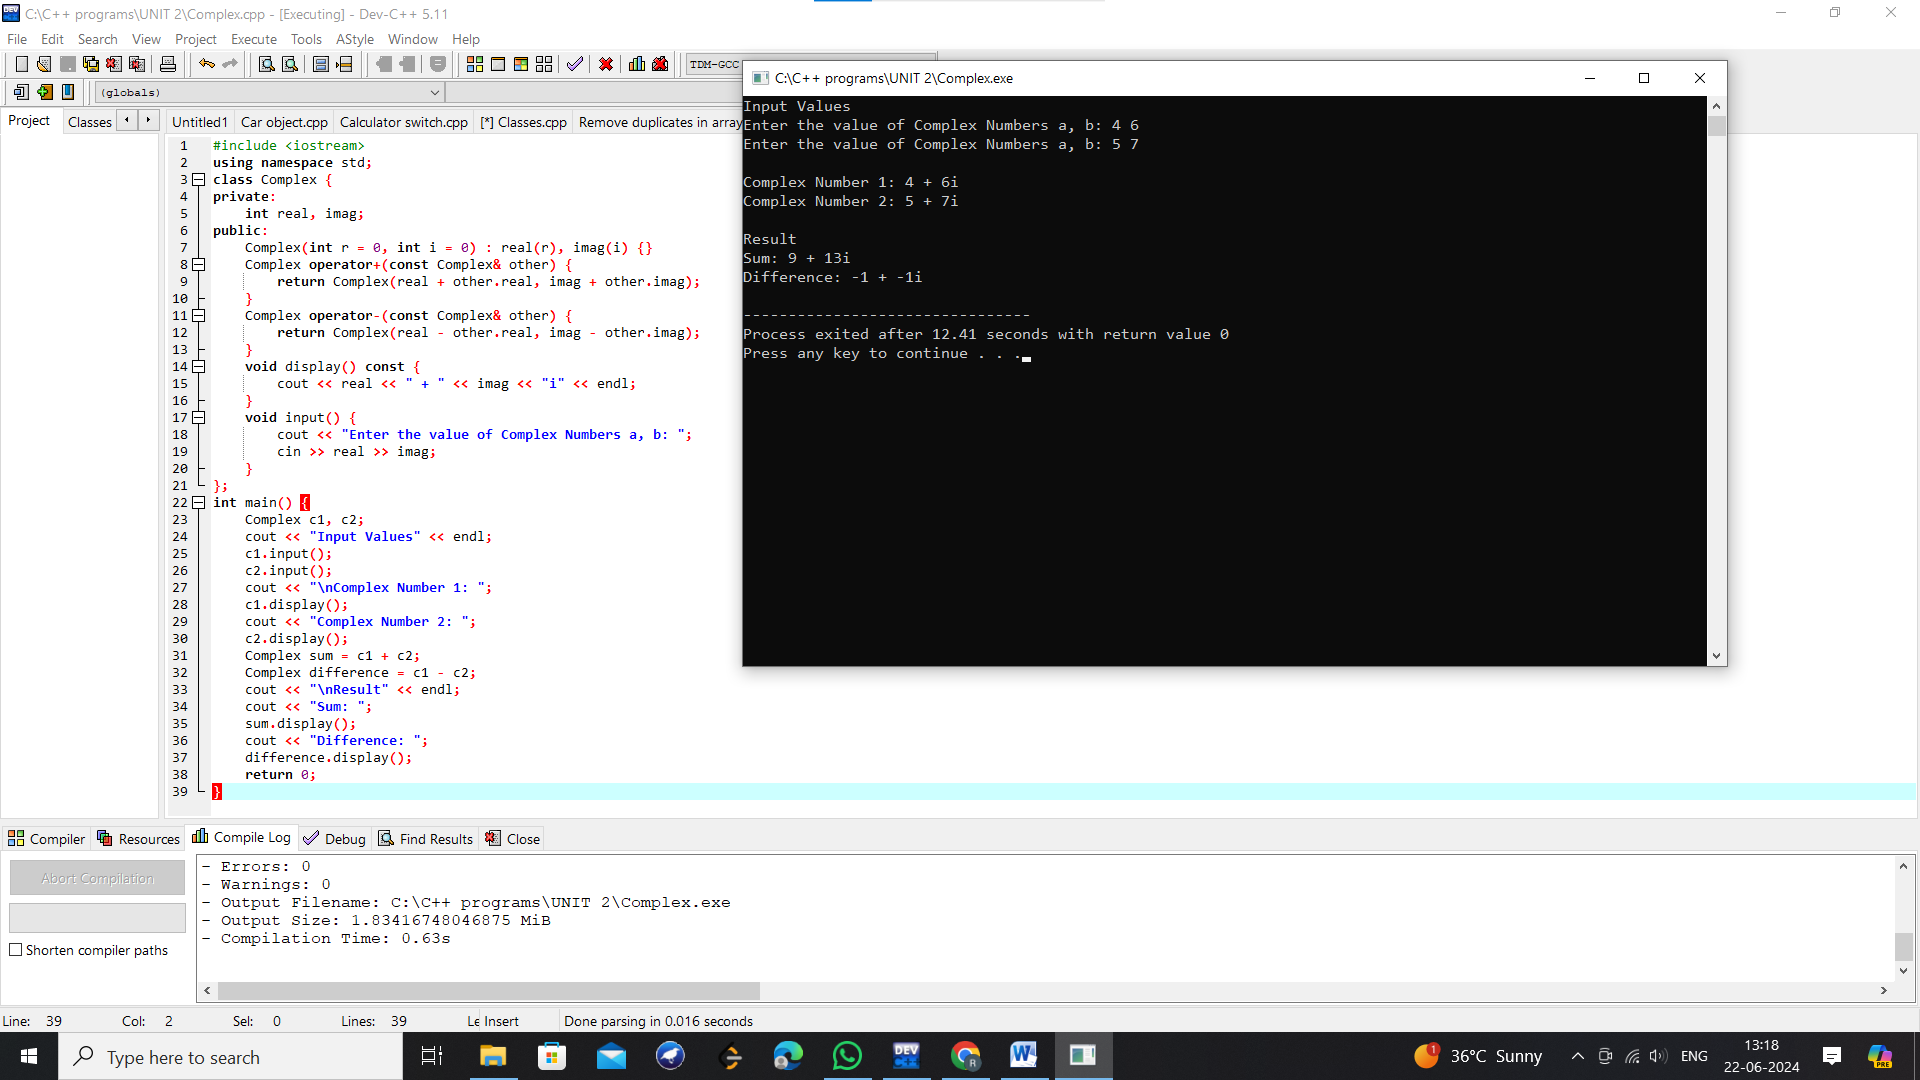 C:\C++ programs\UNIT 2\Complex.cpp - [Executing] - Dev-C++ 5.11
File Edit Search View Project Execute Tools AStyle Window Help
TDM-GCC
(globals)
Project Classes
Untitled1 Car object.cpp Calculator switch.cpp [*] Classes.cpp Remove duplicates in array
1 #include <iostream>
2 using namespace std;
3 class Complex {
4 private:
5 int real, imag;
6 public:
7 Complex(int r = 0, int i = 0) : real(r), imag(i) {}
8 Complex operator+(const Complex& other) {
9 return Complex(real + other.real, imag + other.imag);
10 }
11 Complex operator-(const Complex& other) {
12 return Complex(real - other.real, imag - other.imag);
13 }
14 void display() const {
15 cout << real << " + " << imag << "i" << endl;
16 }
17 void input() {
18 cout << "Enter the value of Complex Numbers a, b: ";
19 cin >> real >> imag;
20 }
21 };
22 int main() {
23 Complex c1, c2;
24 cout << "Input Values" << endl;
25 c1.input();
26 c2.input();
27 cout << "\nComplex Number 1: ";
28 c1.display();
29 cout << "Complex Number 2: ";
30 c2.display();
31 Complex sum = c1 + c2;
32 Complex difference = c1 - c2;
33 cout << "\nResult" << endl;
34 cout << "Sum: ";
35 sum.display();
36 cout << "Difference: ";
37 difference.display();
38 return 0;
39 }
C:\C++ programs\UNIT 2\Complex.exe
Input Values
Enter the value of Complex Numbers a, b: 4 6
Enter the value of Complex Numbers a, b: 5 7
Complex Number 1: 4 + 6i
Complex Number 2: 5 + 7i
Result
Sum: 9 + 13i
Difference: -1 + -1i
--------------------------------
Process exited after 12.41 seconds with return value 0
Press any key to continue . . .
Compiler Resources Compile Log Debug Find Results Close
Abort Compilation
Shorten compiler paths
- Errors: 0
- Warnings: 0
- Output Filename: C:\C++ programs\UNIT 2\Complex.exe
- Output Size: 1.83416748046875 MiB
- Compilation Time: 0.63s
Line: 39 Col: 2 Sel: 0 Lines: 39 Le Insert Done parsing in 0.016 seconds
Type here to search
DEV
1
36°C Sunny
ENG
13:18
22-06-2024
PRE